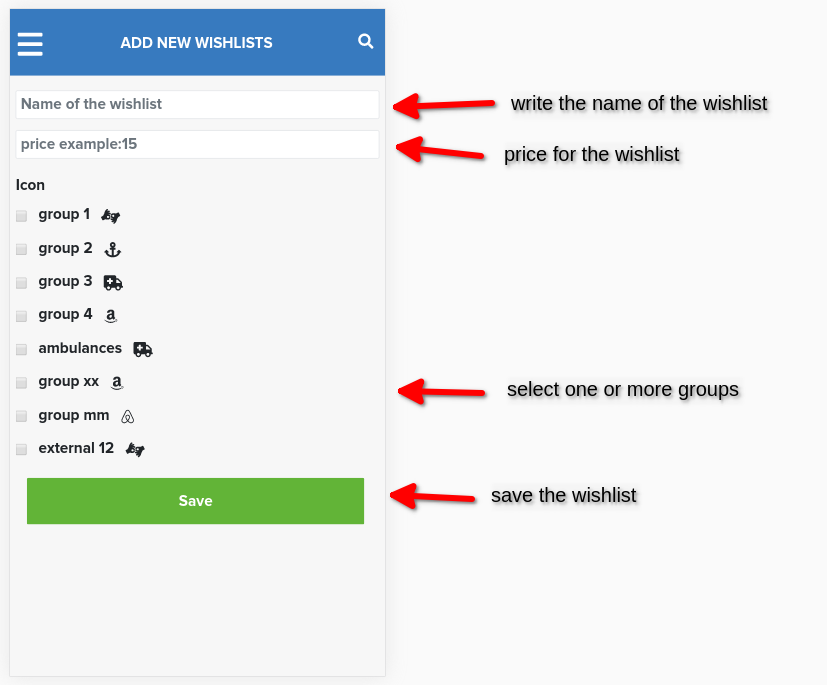 ADD NEW WISHLISTS
Name of the wishlist
write the name of the wishlist
price example:15
price for the wishlist
Icon
group 1
group 2
group 3
group 4
ambulances
group xx
select one or more groups
group mm
external 12
Save
save the wishlist